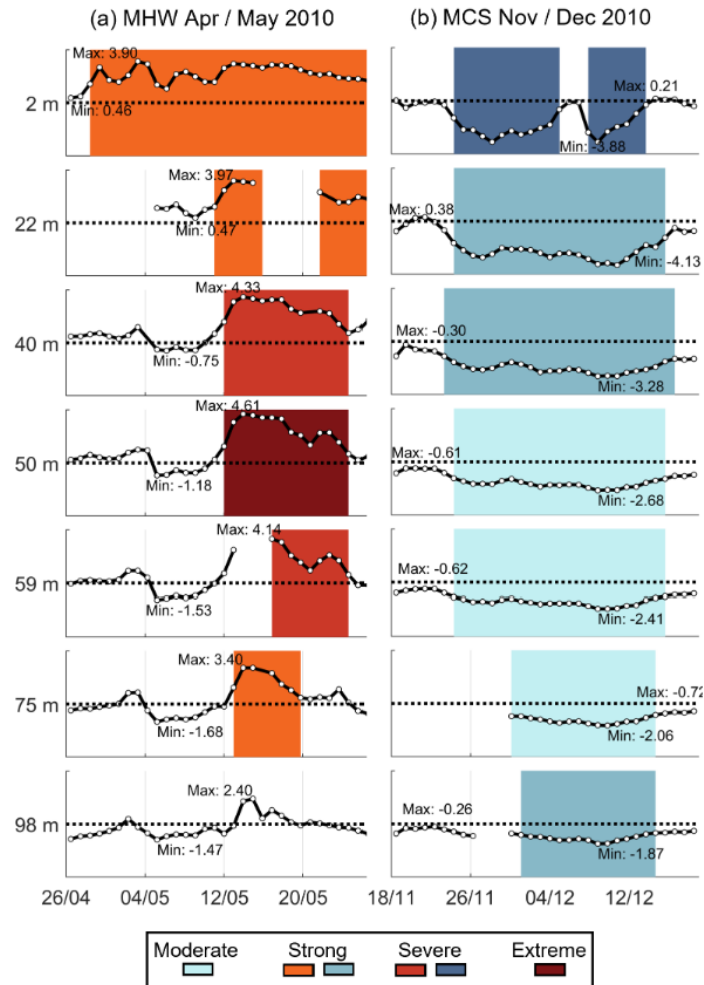 (a) MHW Apr / May 2010
(b) MCS Nov / Dec 2010
2 m
Max: 3.90
Min: 0.46
Max: 0.21
Min: -3.88
22 m
Max: 3.97
Min: 0.47
Max: 0.38
Min: -4.13
40 m
Max: 4.33
Min: -0.75
Max: -0.30
Min: -3.28
50 m
Max: 4.61
Min: -1.18
Max: -0.61
Min: -2.68
59 m
Max: 4.14
Min: -1.53
Max: -0.62
Min: -2.41
75 m
Max: 3.40
Min: -1.68
Max: -0.72
Min: -2.06
98 m
Max: 2.40
Min: -1.47
Max: -0.26
Min: -1.87
26/04 04/05 12/05 20/05
18/11 26/11 04/12 12/12
Moderate Strong Severe Extreme